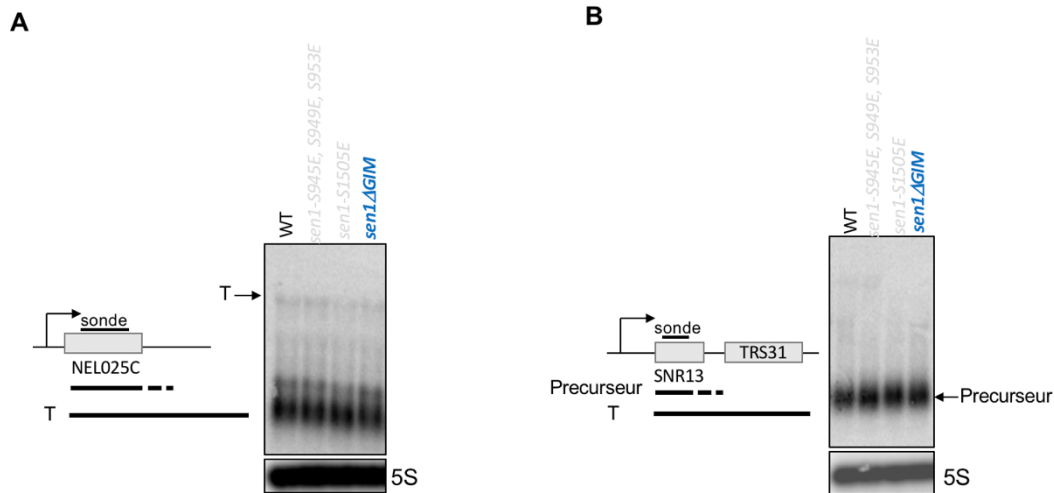 A
sen1-S945E, S949E, S953E
sen1-S1505E
sen1ΔGIM
WT
T
sonde
NEL025C
T
5S
B
sen1-S945E, S949E, S953E
sen1-S1505E
sen1ΔGIM
WT
sonde
TRS31
SNR13
Precurseur
T
Precurseur
5S